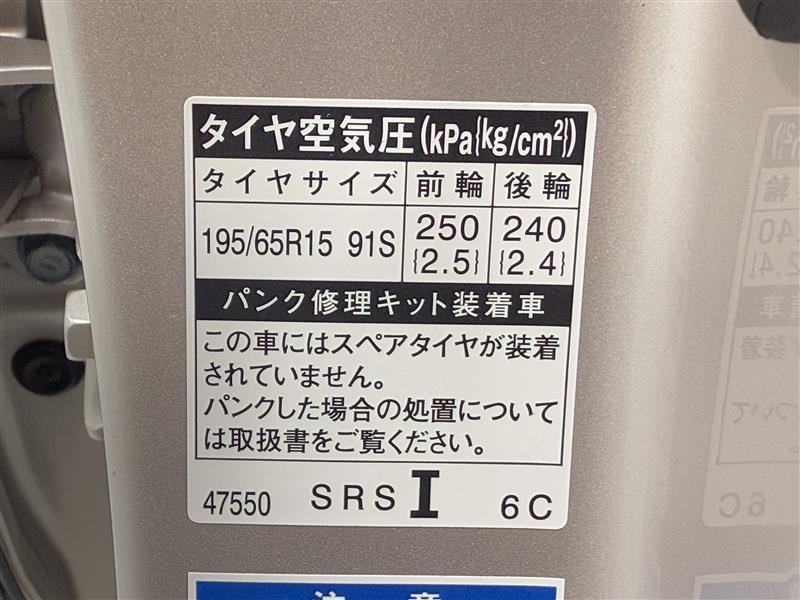 タイヤ空気圧(kPa{kg/cm²})
タイヤサイズ 前輪 後輪
195/65R15 91S 250 {2.5} 240 {2.4}
パンク修理キット装着車
この車にはスペアタイヤが装着
されていません。
パンクした場合の処置について
は取扱書をご覧ください。
47550 SRS I 6C
注意